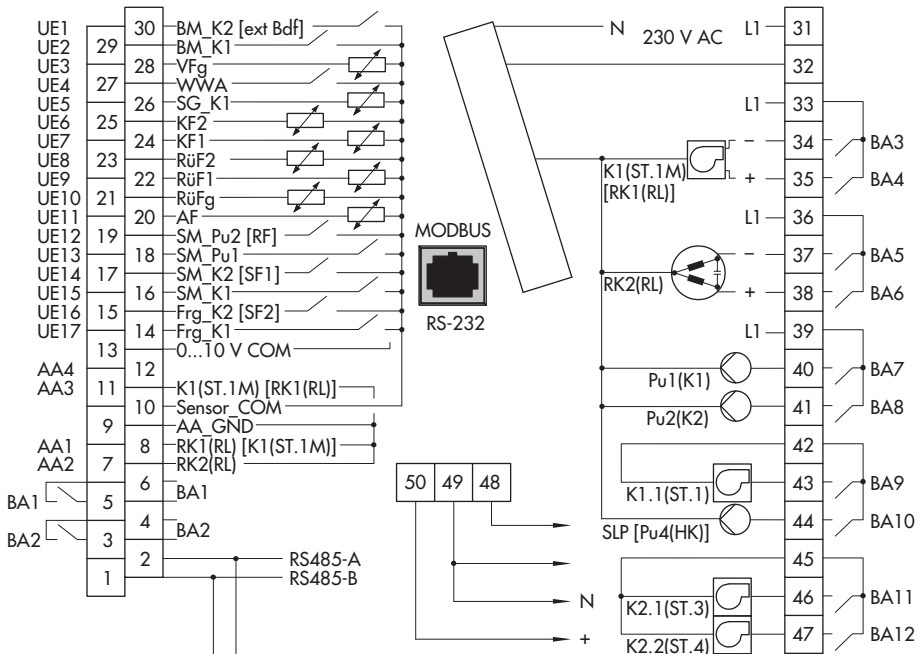 UE1 30 BM_K2 [ext Bdf]
UE2 29 BM_K1
UE3 28 VFg
UE4 27 WWA
UE5 26 SG_K1
UE6 25 KF2
UE7 24 KF1
UE8 23 RüF2
UE9 22 RüF1
UE10 21 RüFg
UE11 20 AF
UE12 19 SM_Pu2 [RF]
UE13 18 SM_Pu1
UE14 17 SM_K2 [SF1]
UE15 16 SM_K1
UE16 15 Frg_K2 [SF2]
UE17 14 Frg_K1
13 0...10 V COM
AA4 12
AA3 11 K1(ST.1M) [RK1(RL)]
10 Sensor_COM
9 AA_GND
AA1 8 RK1(RL) [K1(ST.1M)]
AA2 7 RK2(RL)
6 BA1
BA1 5
4 BA2
BA2 3
2 RS485-A
1 RS485-B
MODBUS
RS-232
50 49 48
N
+
N 230 V AC L1 31
32
L1 33
− 34 BA3
K1(ST.1M)
[RK1(RL)]
+ 35 BA4
L1 36
− 37 BA5
RK2(RL)
+ 38 BA6
L1 39
40 BA7
Pu1(K1)
41 BA8
Pu2(K2)
42
43 BA9
K1.1(ST.1)
44 BA10
SLP [Pu4(HK)]
45
46 BA11
K2.1(ST.3)
47 BA12
K2.2(ST.4)